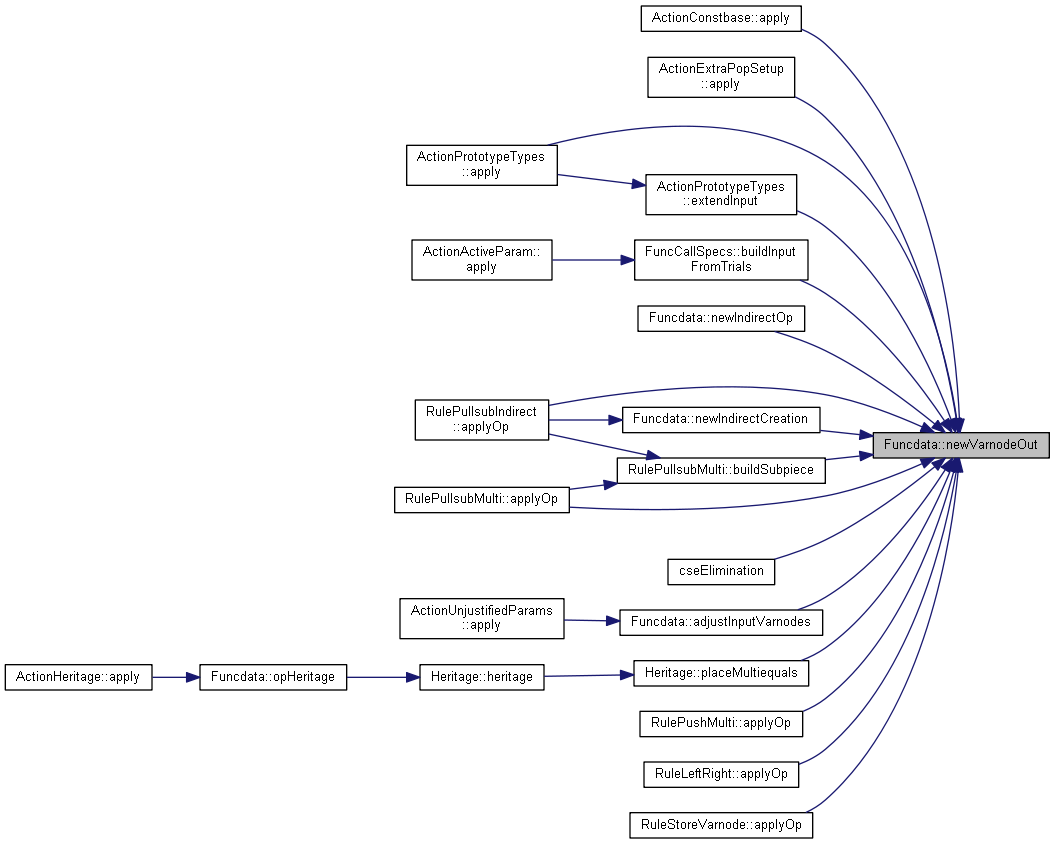 ActionConstbase::apply
ActionExtraPopSetup
::apply
ActionPrototypeTypes
::apply
ActionPrototypeTypes
::extendInput
ActionActiveParam::
apply
FuncCallSpecs::buildInput
FromTrials
Funcdata::newIndirectOp
RulePullsubIndirect
::applyOp
Funcdata::newIndirectCreation
Funcdata::newVarnodeOut
RulePullsubMulti::buildSubpiece
RulePullsubMulti::applyOp
cseElimination
ActionUnjustifiedParams
::apply
Funcdata::adjustInputVarnodes
ActionHeritage::apply
Funcdata::opHeritage
Heritage::heritage
Heritage::placeMultiequals
RulePushMulti::applyOp
RuleLeftRight::applyOp
RuleStoreVarnode::applyOp